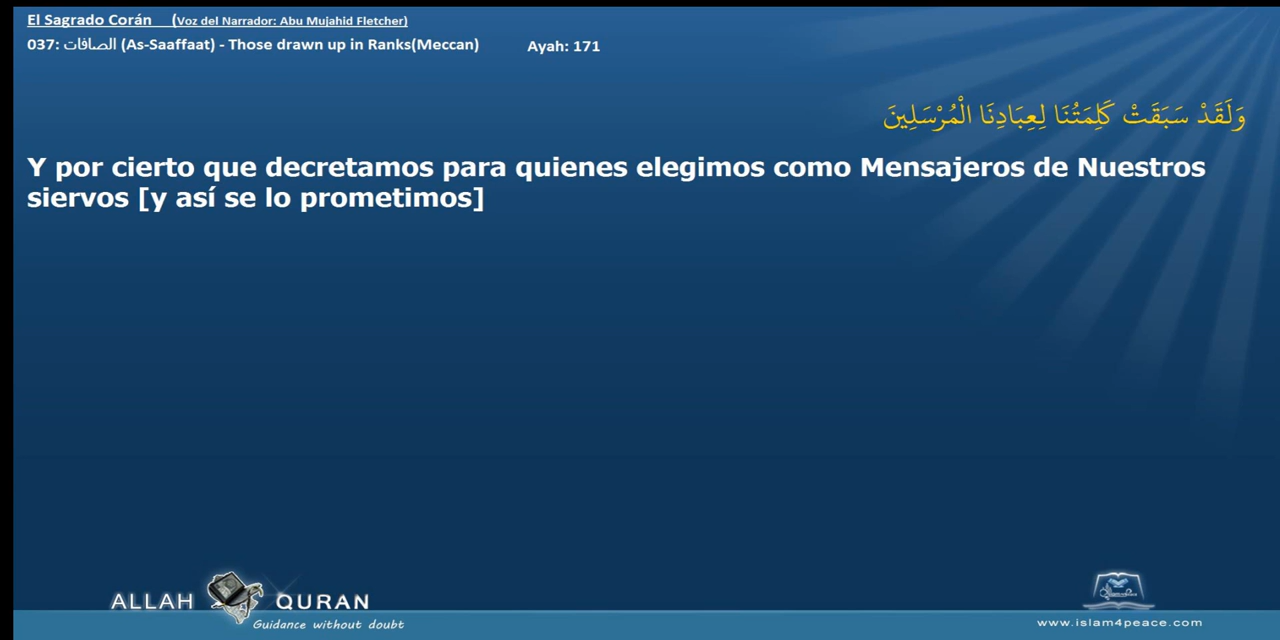 El Sagrado Corán (Voz del Narrador: Abu Mujahid Fletcher)
037: الصافات (As-Saaffaat) - Those drawn up in Ranks(Meccan) Ayah: 171
وَلَقَدْ سَبَقَتْ كَلِمَتُنَا لِعِبَادِنَا الْمُرْسَلِينَ
Y por cierto que decretamos para quienes elegimos como Mensajeros de Nuestros
siervos [y así se lo prometimos]
ALLAH QURAN
Guidance without doubt
www.islam4peace.com